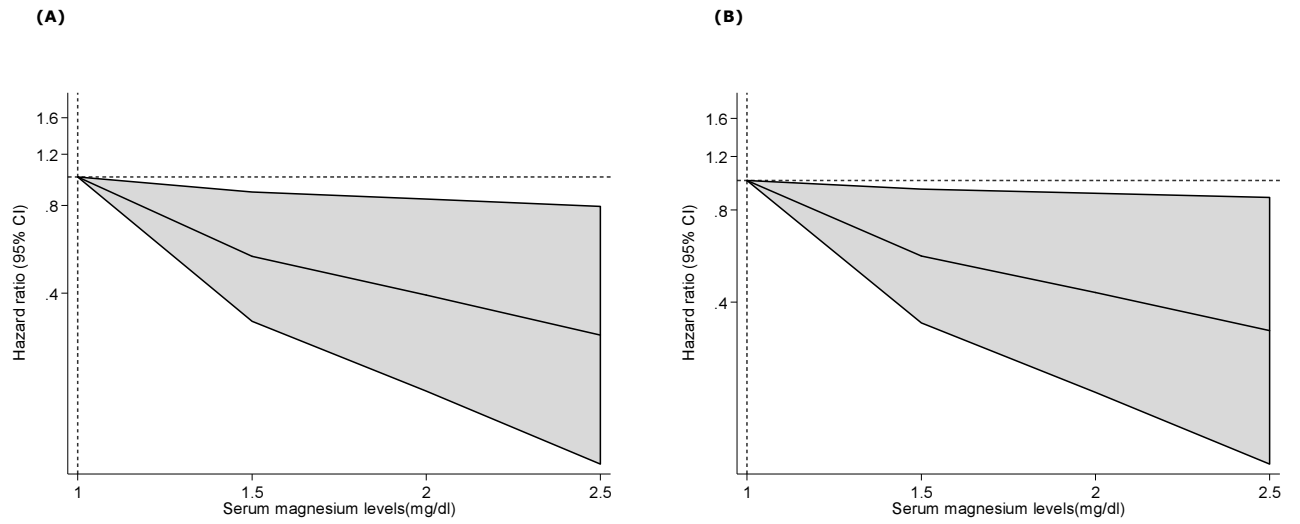 (A)
Hazard ratio (95% CI)
1.6
1.2
.8
.4
1 1.5 2 2.5
Serum magnesium levels(mg/dl)
(B)
Hazard ratio (95% CI)
1.6
1.2
.8
.4
1 1.5 2 2.5
Serum magnesium levels(mg/dl)